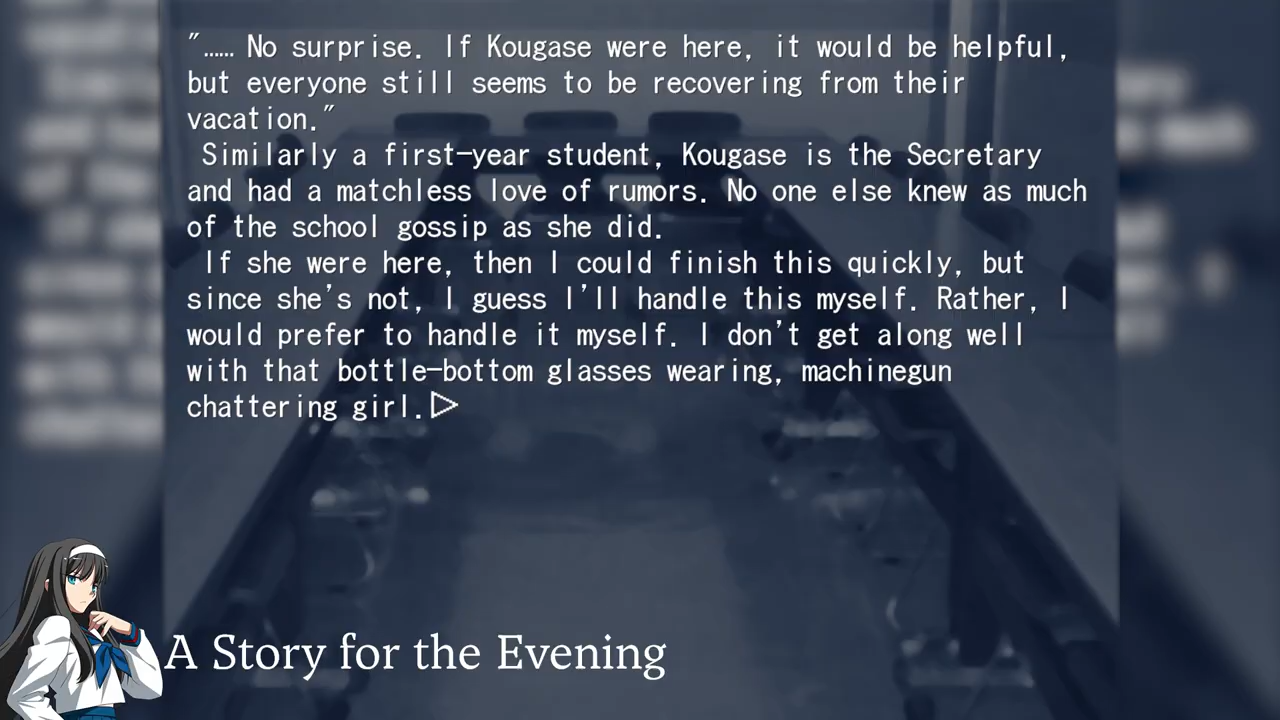 "…… No surprise. If Kougase were here, it would be helpful,
but everyone still seems to be recovering from their
vacation."
Similarly a first-year student, Kougase is the Secretary
and had a matchless love of rumors. No one else knew as much
of the school gossip as she did.
If she were here, then I could finish this quickly, but
since she's not, I guess I'll handle this myself. Rather, I
would prefer to handle it myself. I don't get along well
with that bottle-bottom glasses wearing, machinegun
chattering girl.
A Story for the Evening